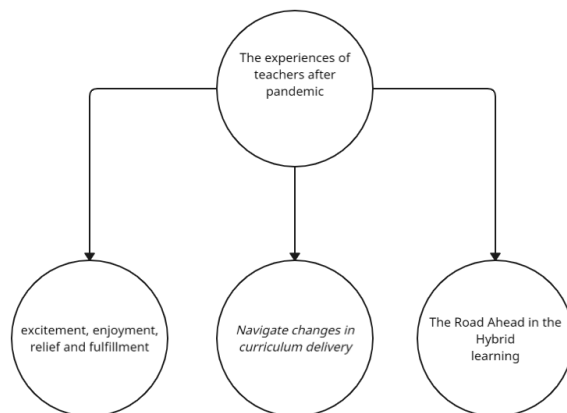 The experiences of
teachers after
pandemic
excitement, enjoyment,
relief and fulfillment
Navigate changes in
curriculum delivery
The Road Ahead in the
Hybrid
learning